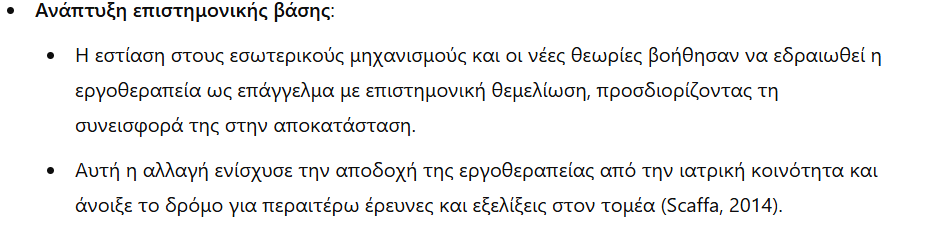 • Ανάπτυξη επιστημονικής βάσης:
• Η εστίαση στους εσωτερικούς μηχανισμούς και οι νέες θεωρίες βοήθησαν να εδραιωθεί η
εργοθεραπεία ως επάγγελμα με επιστημονική θεμελίωση, προσδιορίζοντας τη
συνεισφορά της στην αποκατάσταση.
• Αυτή η αλλαγή ενίσχυσε την αποδοχή της εργοθεραπείας από την ιατρική κοινότητα και
άνοιξε το δρόμο για περαιτέρω έρευνες και εξελίξεις στον τομέα (Scaffa, 2014).